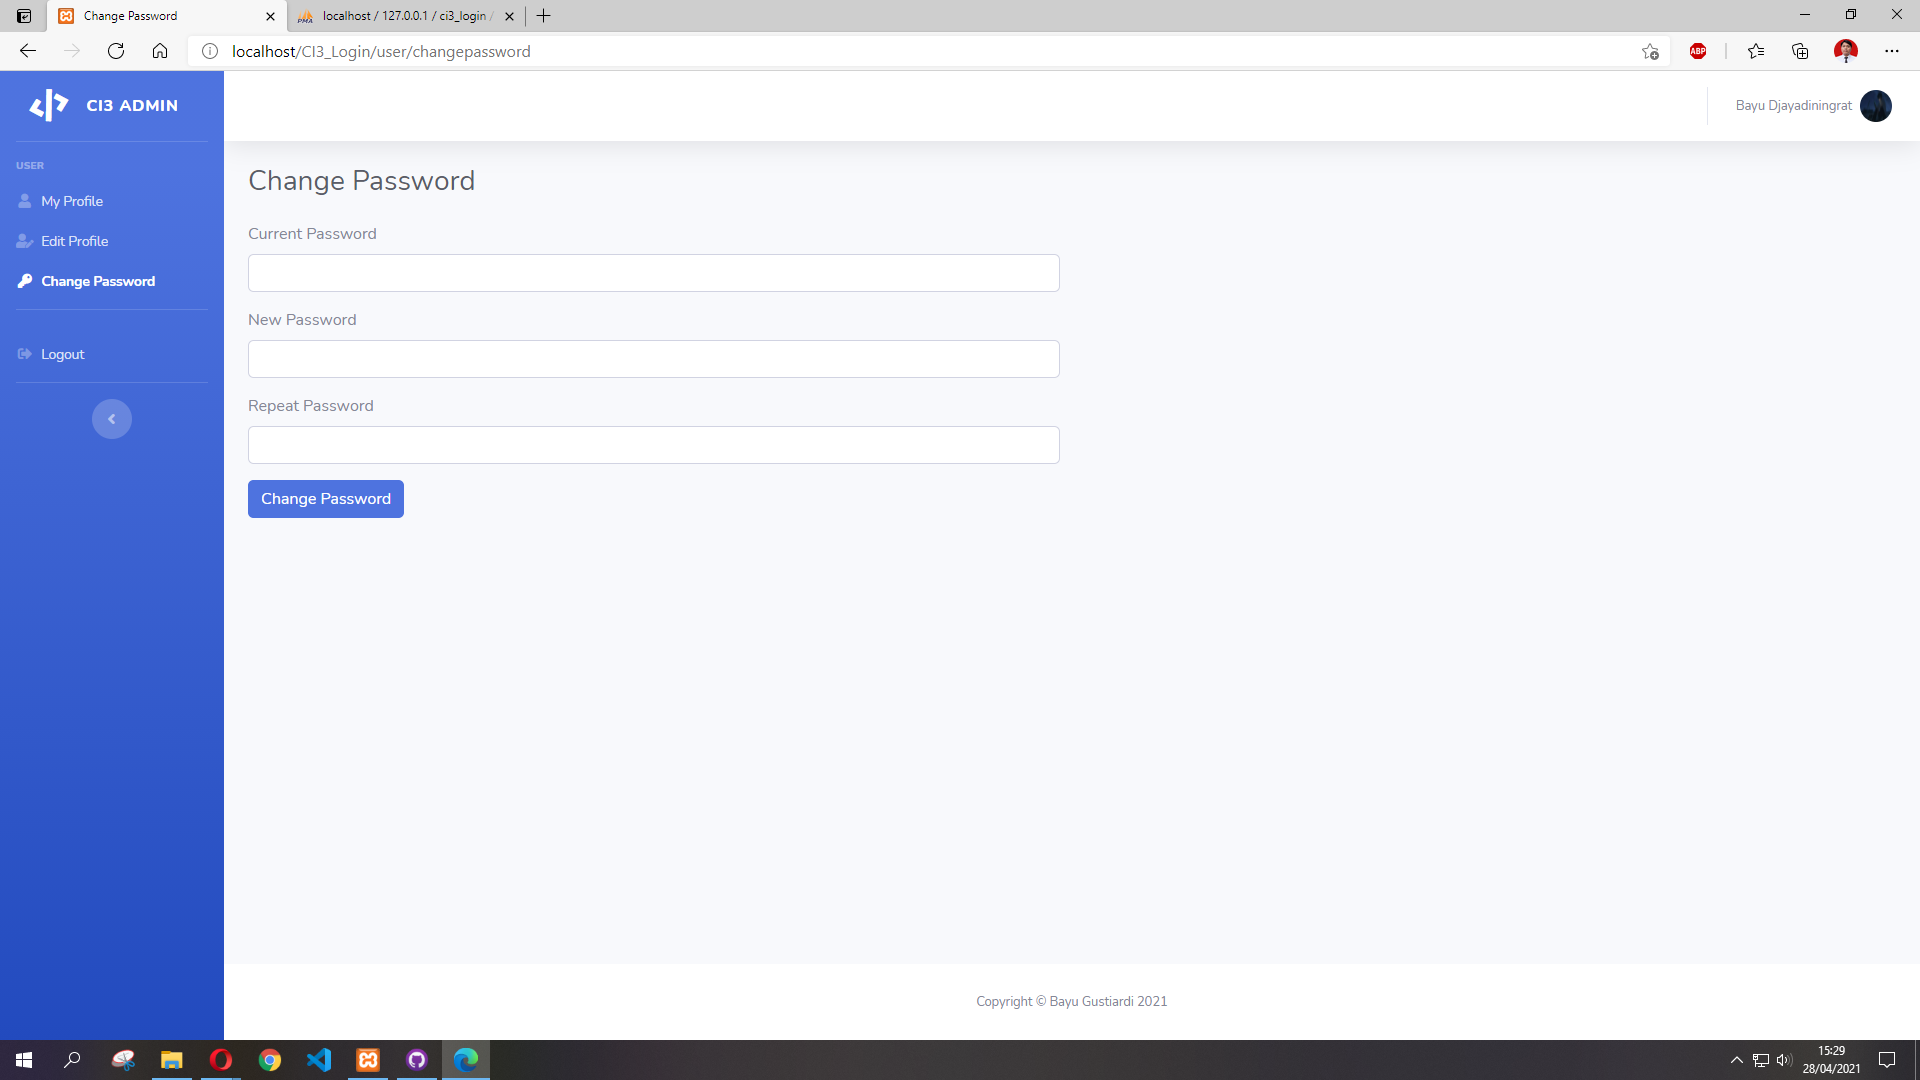 Change Password
localhost / 127.0.0.1 / ci3_login /
localhost/CI3_Login/user/changepassword
ABP
CI3 ADMIN
Bayu Djayadiningrat
USER
My Profile
Edit Profile
Change Password
Logout
Change Password
Current Password
New Password
Repeat Password
Change Password
Copyright © Bayu Gustiardi 2021
15:29
28/04/2021